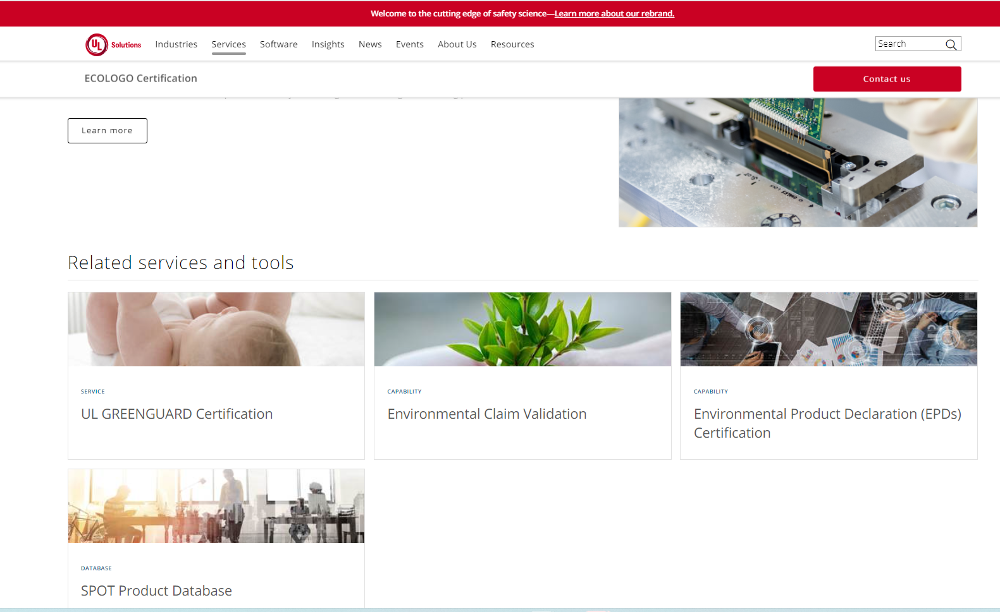 Welcome to the cutting edge of safety science—Learn more about our rebrand.
UL Solutions
Industries
Services
Software
Insights
News
Events
About Us
Resources
Search
ECOLOGO Certification
Contact us
Learn more
Related services and tools
SERVICE
UL GREENGUARD Certification
CAPABILITY
Environmental Claim Validation
CAPABILITY
Environmental Product Declaration (EPDs)
Certification
DATABASE
SPOT Product Database